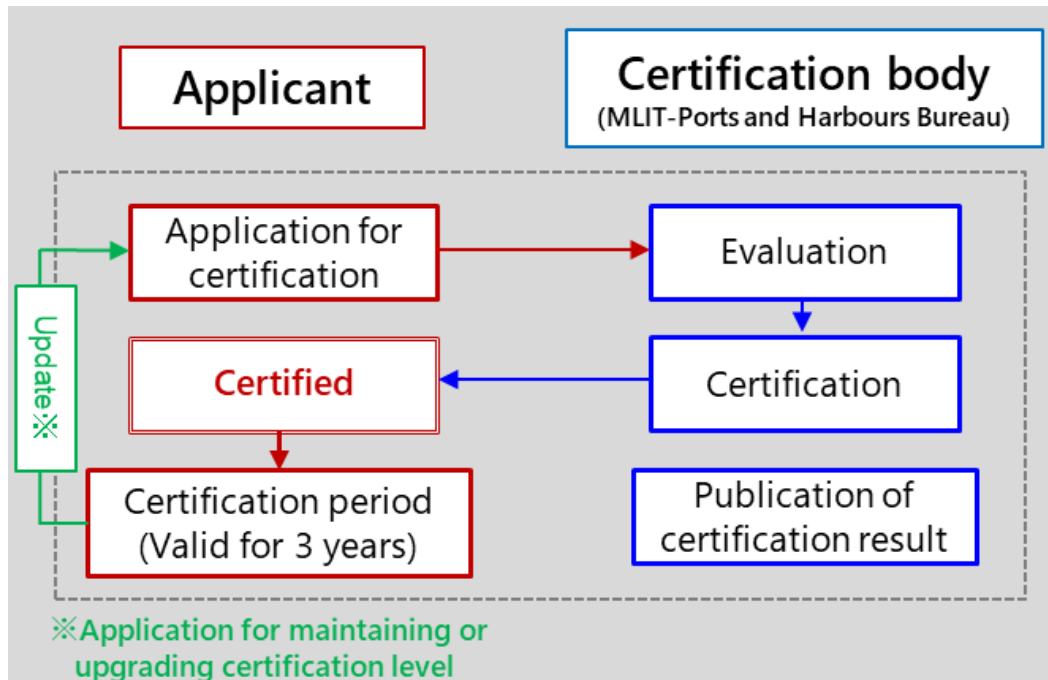 Applicant
Certification body
(MLIT-Ports and Harbours Bureau)
Application for
certification
Evaluation
Update※
Certified
Certification
Certification period
(Valid for 3 years)
Publication of
certification result
※Application for maintaining or
upgrading certification level